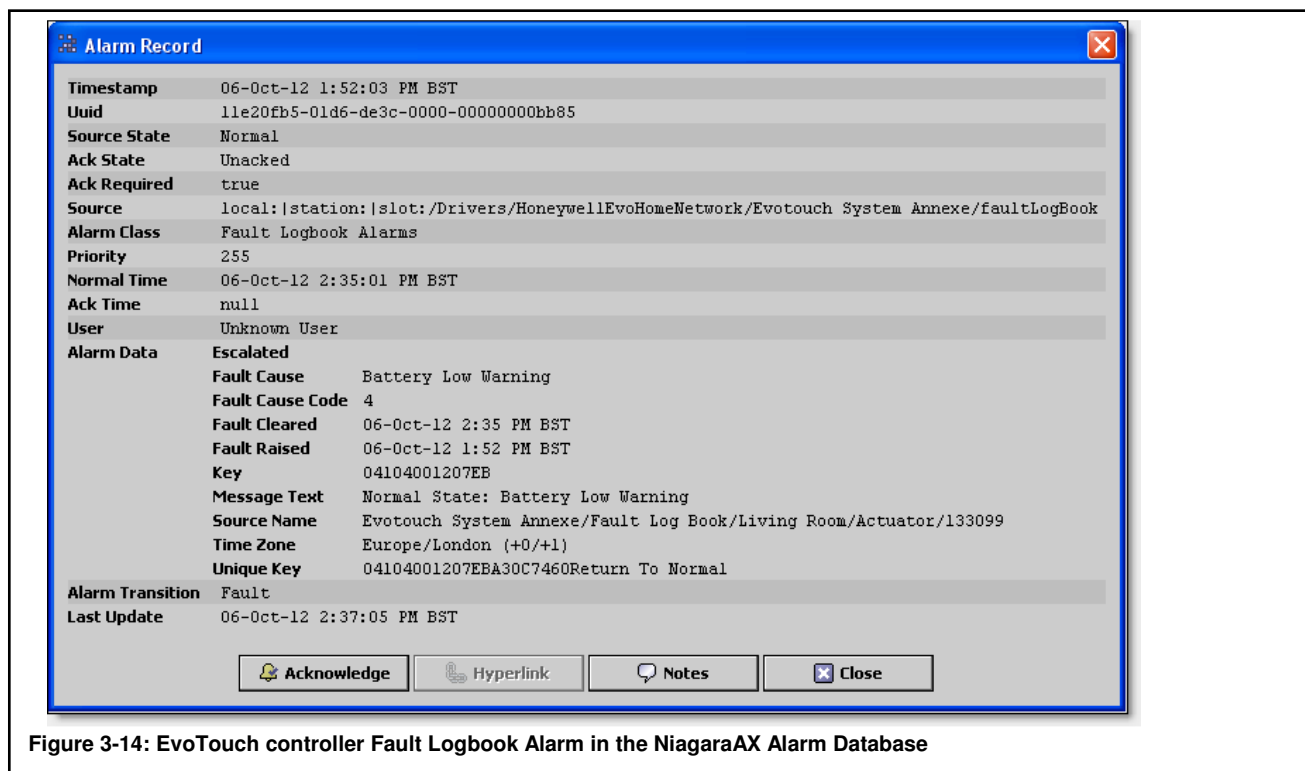 Alarm Record
Timestamp 06-Oct-12 1:52:03 PM BST
Uuid 11e20fb5-01d6-de3c-0000-00000000bb85
Source State Normal
Ack State Unacked
Ack Required true
Source local:|station:|slot:/Drivers/HoneywellEvoHomeNetwork/Evotouch System Annexe/faultLogBook
Alarm Class Fault Logbook Alarms
Priority 255
Normal Time 06-Oct-12 2:35:01 PM BST
Ack Time null
User Unknown User
Alarm Data Escalated
Fault Cause Battery Low Warning
Fault Cause Code 4
Fault Cleared 06-Oct-12 2:35 PM BST
Fault Raised 06-Oct-12 1:52 PM BST
Key 04104001207EB
Message Text Normal State: Battery Low Warning
Source Name Evotouch System Annexe/Fault Log Book/Living Room/Actuator/133099
Time Zone Europe/London (+0/+1)
Unique Key 04104001207EBA30C7460Return To Normal
Alarm Transition Fault
Last Update 06-Oct-12 2:37:05 PM BST
Acknowledge Hyperlink Notes Close
Figure 3-14: EvoTouch controller Fault Logbook Alarm in the NiagaraAX Alarm Database